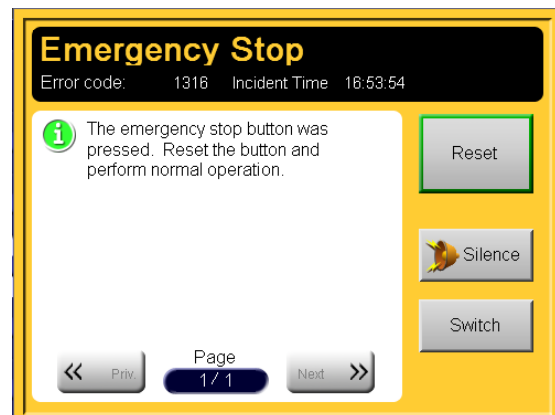 Emergency Stop
Error code: 1316 Incident Time 16:53:54
The emergency stop button was
pressed. Reset the button and
perform normal operation.
Reset
Silence
Switch
Page
Priv. 1/ 1 Next